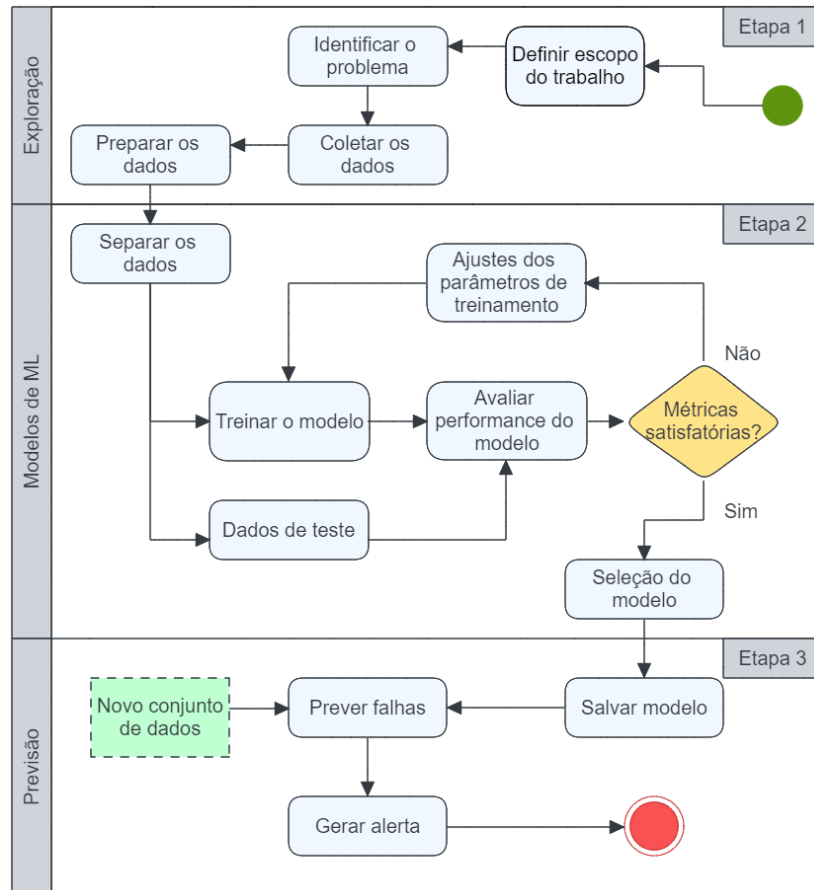 Exploração
Etapa 1
Definir escopo
do trabalho
Identificar o
problema
Coletar os
dados
Preparar os
dados
Modelos de ML
Etapa 2
Separar os
dados
Ajustes dos
parâmetros de
treinamento
Treinar o modelo
Avaliar
performance do
modelo
Métricas
satisfatórias?
Não
Sim
Dados de teste
Seleção do
modelo
Previsão
Etapa 3
Novo conjunto
de dados
Prever falhas
Salvar modelo
Gerar alerta